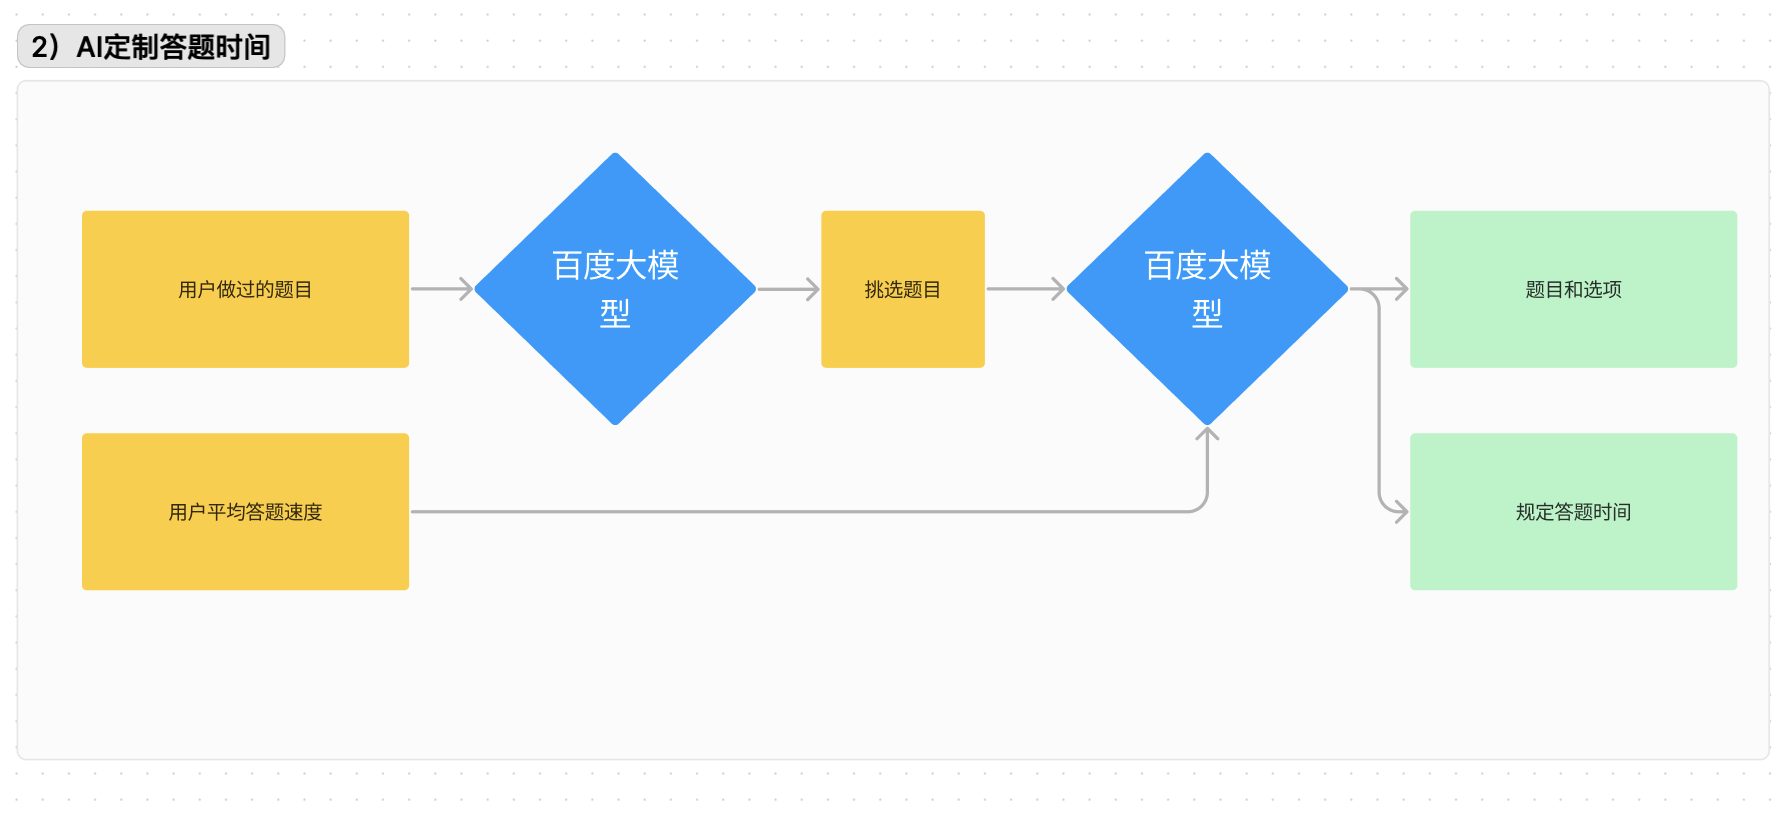 2）AI定制答题时间
用户做过的题目
百度大模
型
挑选题目
百度大模
型
题目和选项
用户平均答题速度
规定答题时间